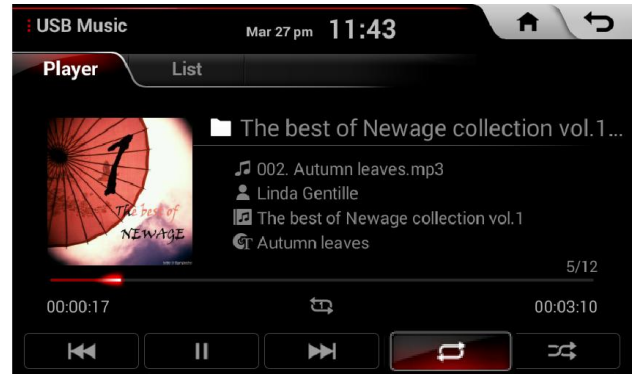 USB Music
Mar 27 pm 11:43
Player
List
The best of Newage collection vol.1...
002. Autumn leaves.mp3
Linda Gentille
The best of Newage collection vol.1
Autumn leaves
1
The best of
NEWAGE
5/12
00:00:17
1
00:03:10